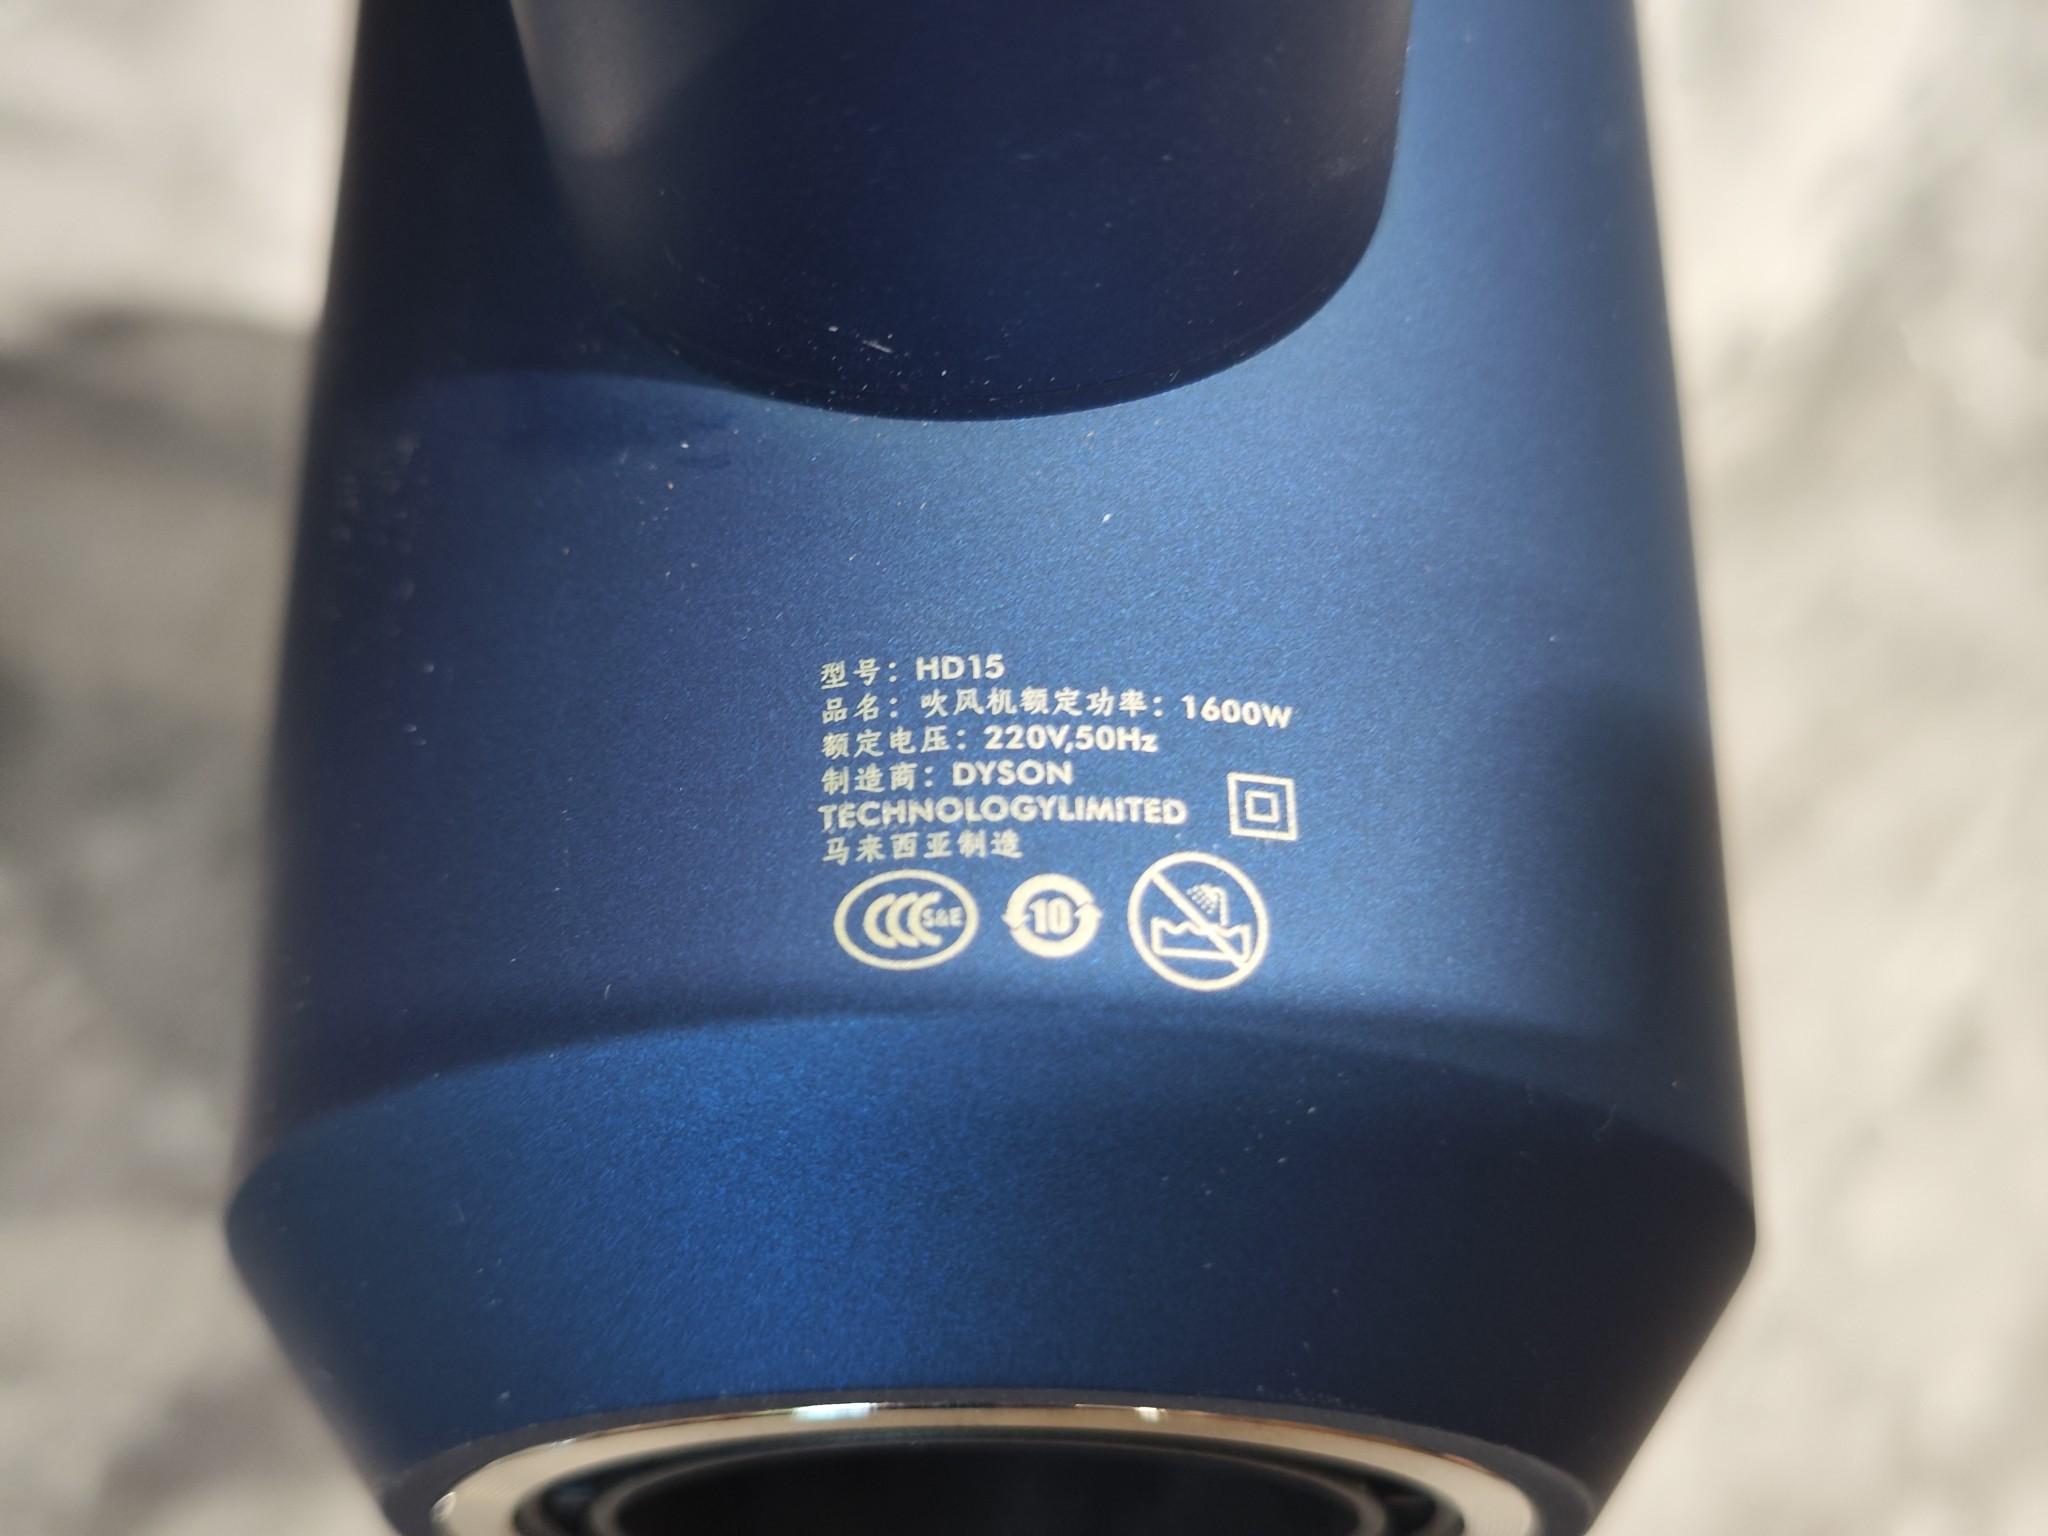 型号：HD15
品名：吹风机额定功率：1600W
额定电压：220V,50Hz
制造商：DYSON
TECHNOLOGYLIMITED
马来西亚制造
CCC S&E 10